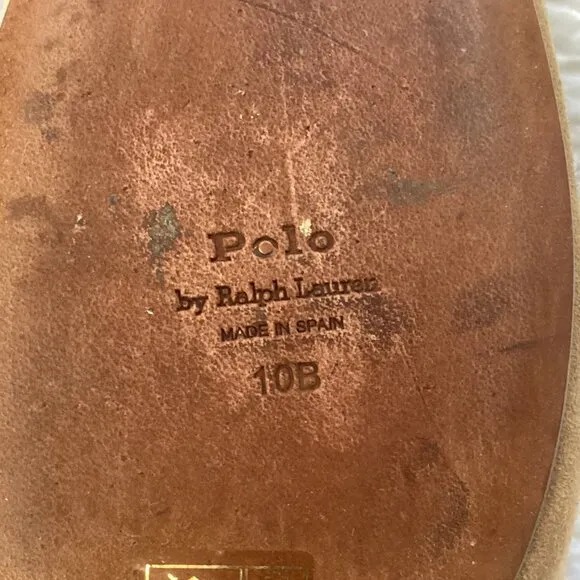 Polo
by Ralph Lauren
MADE IN SPAIN
10B